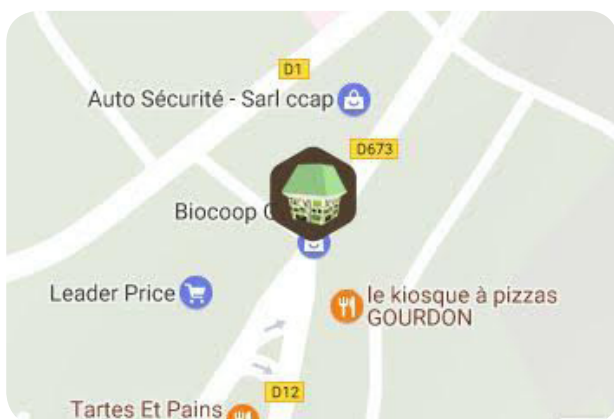 D1
Auto Sécurité - Sarl ccap
D673
Biocoop
Leader Price
le kiosque à pizzas
GOURDON
D12
Tartes Et Pains